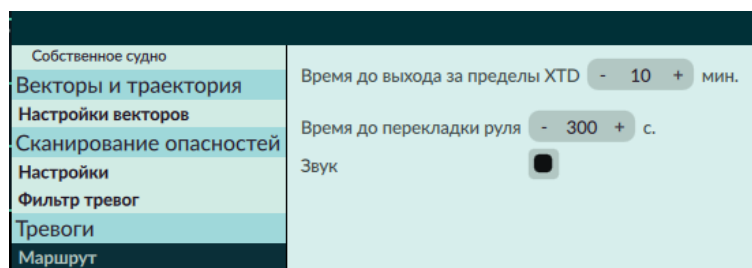 Собственное судно
Векторы и траектория
Настройки векторов
Сканирование опасностей
Настройки
Фильтр тревог
Тревоги
Маршрут
Время до выхода за пределы XTD - 10 + мин.
Время до перекладки руля - 300 + с.
Звук